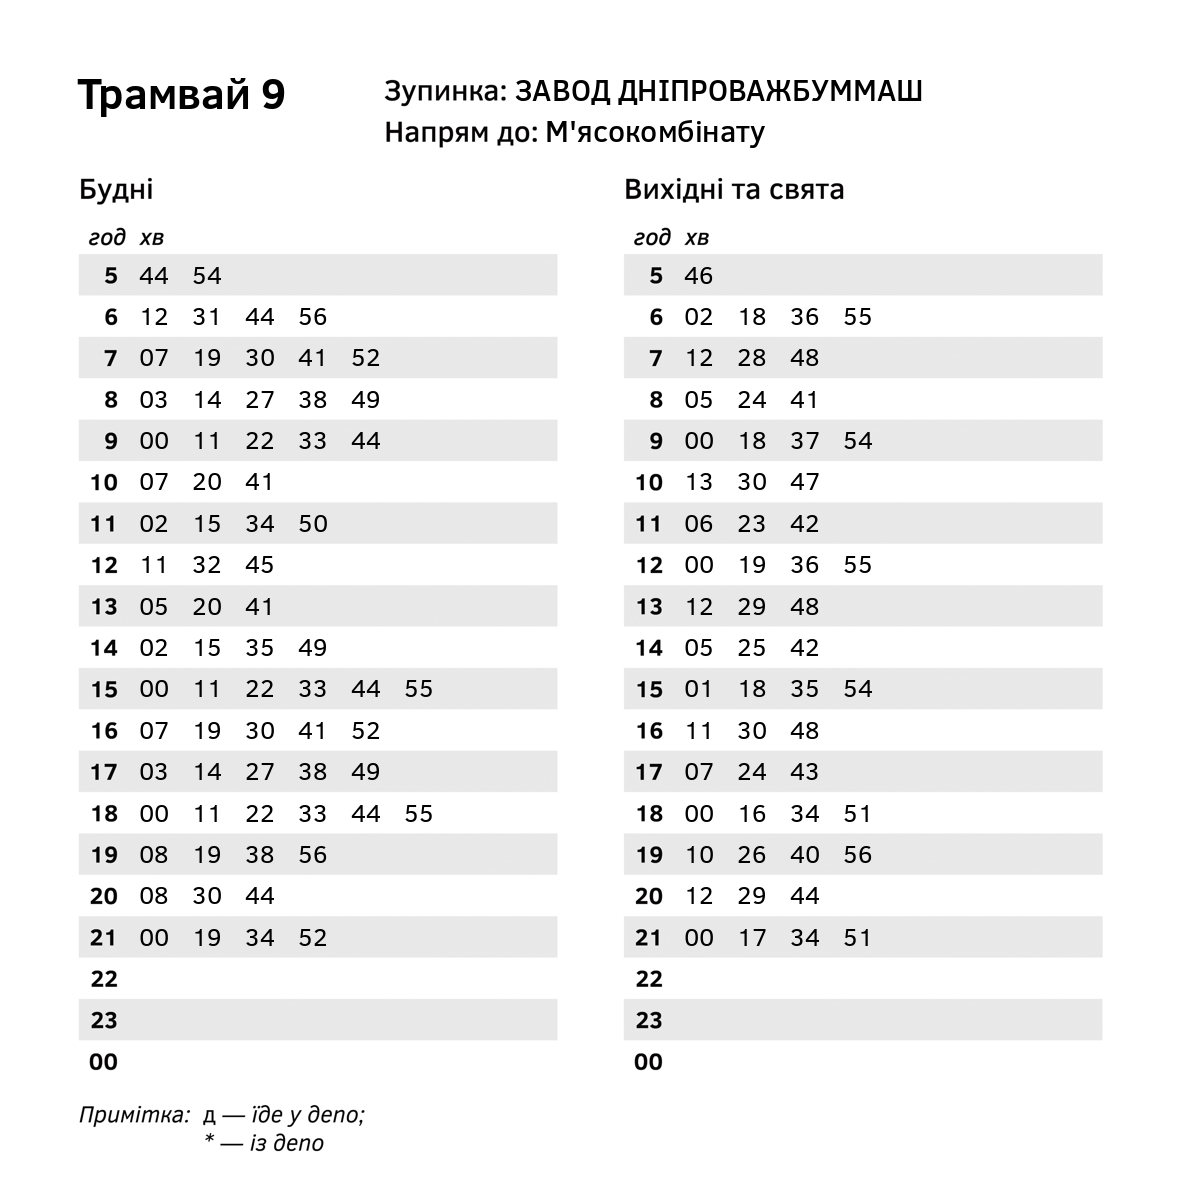 Трамвай 9
Зупинка: ЗАВОД ДНІПРОВАЖБУММАШ
Напрям до: М'ясокомбінату
Будні
год хв
5 44 54
6 12 31 44 56
7 07 19 30 41 52
8 03 14 27 38 49
9 00 11 22 33 44
10 07 20 41
11 02 15 34 50
12 11 32 45
13 05 20 41
14 02 15 35 49
15 00 11 22 33 44 55
16 07 19 30 41 52
17 03 14 27 38 49
18 00 11 22 33 44 55
19 08 19 38 56
20 08 30 44
21 00 19 34 52
22
23
00
Вихідні та свята
год хв
5 46
6 02 18 36 55
7 12 28 48
8 05 24 41
9 00 18 37 54
10 13 30 47
11 06 23 42
12 00 19 36 55
13 12 29 48
14 05 25 42
15 01 18 35 54
16 11 30 48
17 07 24 43
18 00 16 34 51
19 10 26 40 56
20 12 29 44
21 00 17 34 51
22
23
00
Примітка: д — їде у депо;
* — із депо